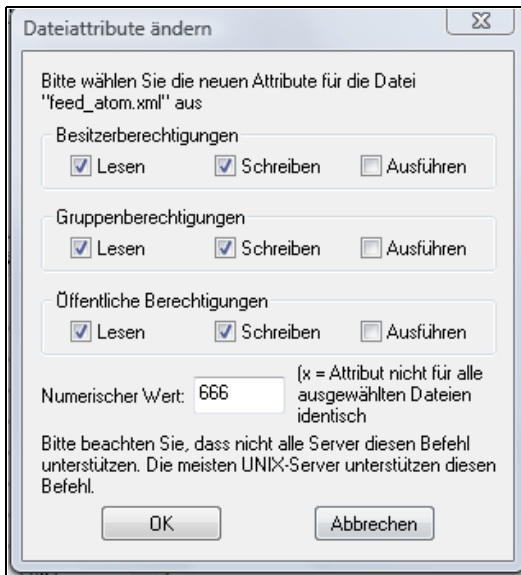 Dateiattribute ändern
Bitte wählen Sie die neuen Attribute für die Datei
"feed_atom.xml" aus
Besitzerberechtigungen
Lesen Schreiben Ausführen
Gruppenberechtigungen
Lesen Schreiben Ausführen
Öffentliche Berechtigungen
Lesen Schreiben Ausführen
Numerischer Wert: 666
(x = Attribut nicht für alle
ausgewählten Dateien
identisch
Bitte beachten Sie, dass nicht alle Server diesen Befehl
unterstützen. Die meisten UNIX-Server unterstützen diesen
Befehl.
OK Abbrechen